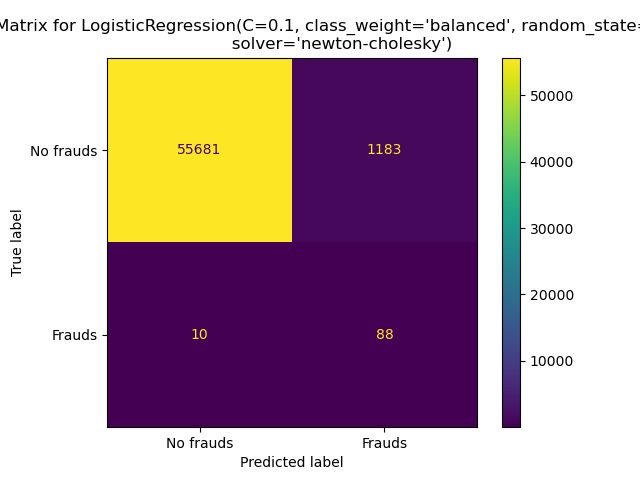 Matrix for LogisticRegression(C=0.1, class_weight='balanced', random_state=
solver='newton-cholesky')
No frauds
55681
1183
True label
Frauds
10
88
No frauds
Frauds
Predicted label
50000
40000
30000
20000
10000